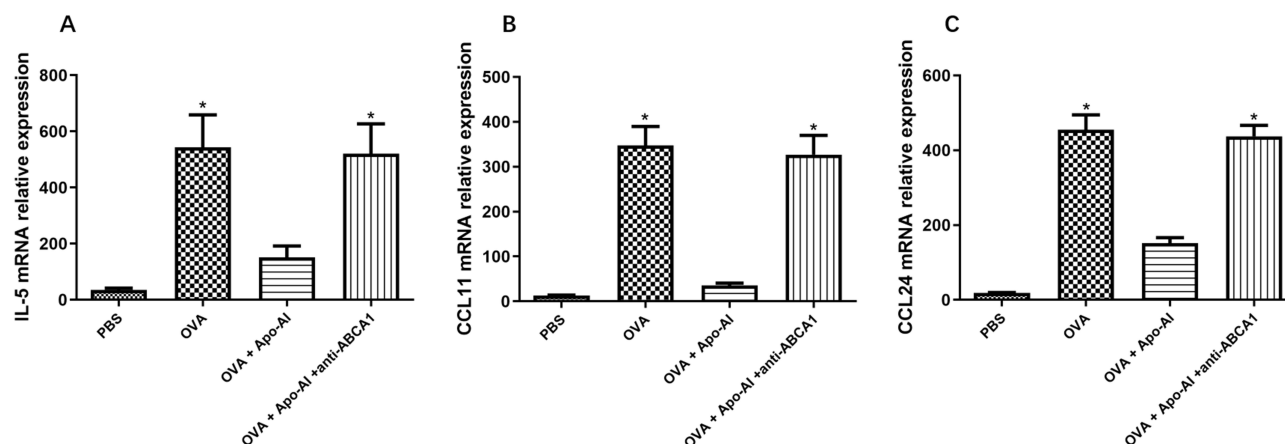 A
IL-5 mRNA relative expression
800
600
400
200
0
*
*
PBS
OVA
OVA + Apo-AI
OVA + Apo-AI +anti-ABCA1
B
CCL11 mRNA relative expression
500
400
300
200
100
0
*
*
PBS
OVA
OVA + Apo-AI
OVA + Apo-AI +anti-ABCA1
C
CCL24 mRNA relative expression
600
400
200
0
*
*
PBS
OVA
OVA + Apo-AI
OVA + Apo-AI +anti-ABCA1